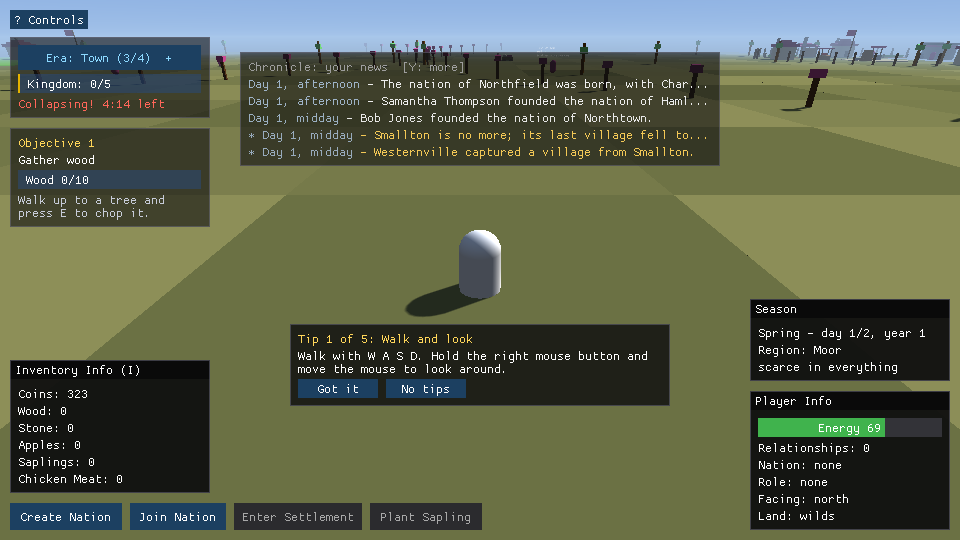 ? Controls
Era: Town (3/4) +
Kingdom: 0/5
Collapsing! 4:14 left
Objective 1
Gather wood
Wood 0/10
Walk up to a tree and
press E to chop it.
Chronicle: your news [Y: more]
Day 1, afternoon – The nation of Northfield was born, with Char...
Day 1, afternoon – Samantha Thompson founded the nation of Haml...
Day 1, midday – Bob Jones founded the nation of Northtown.
* Day 1, midday – Smallton is no more; its last village fell to...
* Day 1, midday – Westernville captured a village from Smallton.
Tip 1 of 5: Walk and look
Walk with W A S D. Hold the right mouse button and
move the mouse to look around.
Got it
No tips
Inventory Info (I)
Coins: 323
Wood: 0
Stone: 0
Apples: 0
Saplings: 0
Chicken Meat: 0
Create Nation
Join Nation
Enter Settlement
Plant Sapling
Season
Spring – day 1/2, year 1
Region: Moor
scarce in everything
Player Info
Energy 69
Relationships: 0
Nation: none
Role: none
Facing: north
Land: wilds